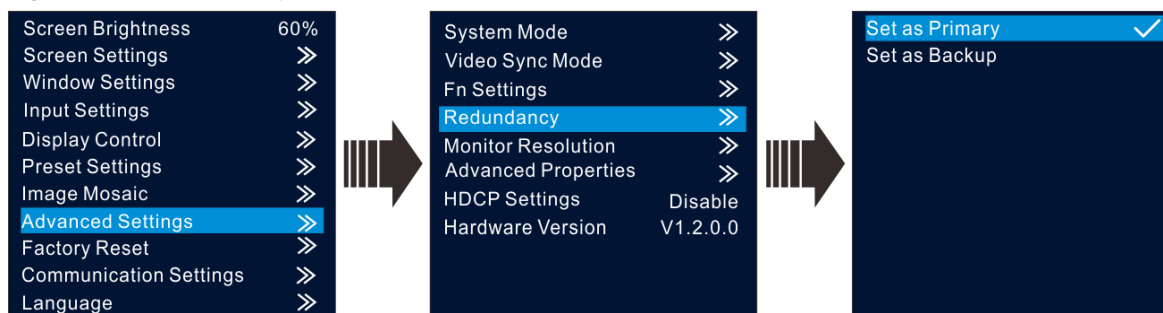 Screen Brightness 60%
Screen Settings
Window Settings
Input Settings
Display Control
Preset Settings
Image Mosaic
Advanced Settings
Factory Reset
Communication Settings
Language
System Mode
Video Sync Mode
Fn Settings
Redundancy
Monitor Resolution
Advanced Properties
HDCP Settings Disable
Hardware Version V1.2.0.0
Set as Primary
Set as Backup